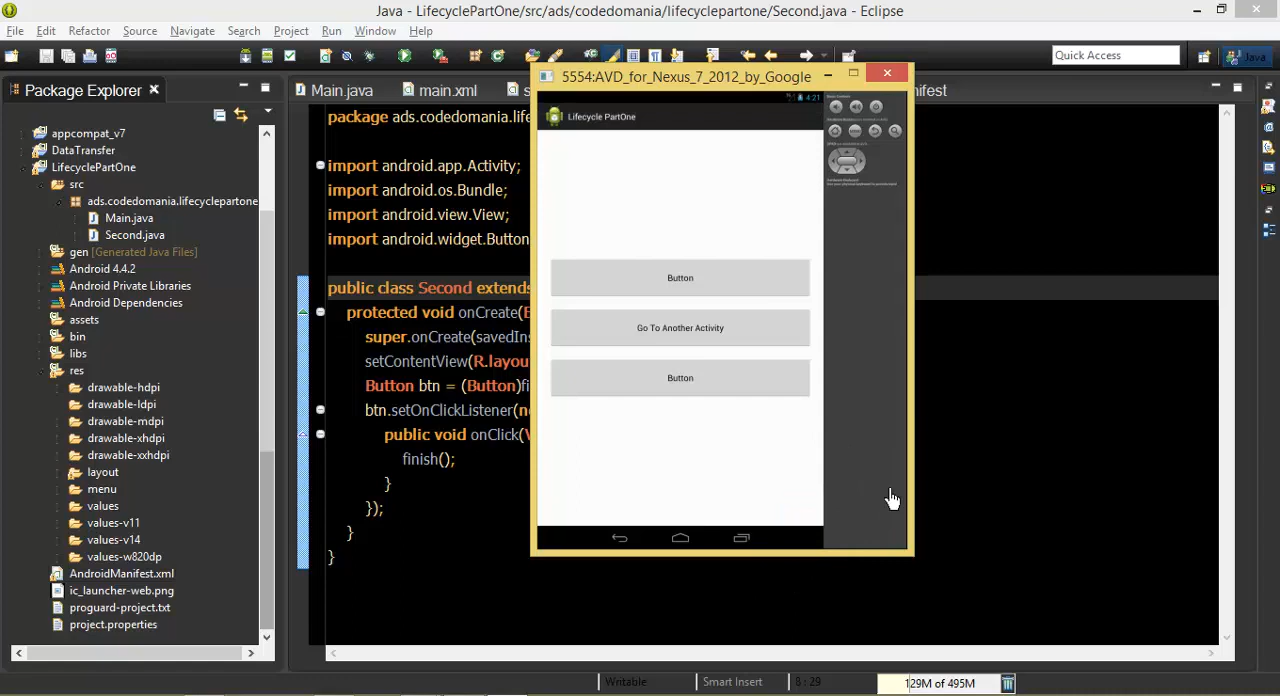 Java - LifecyclePartOne/src/ads/codedomania/lifecyclepartone/Second.java - Eclipse
File Edit Refactor Source Navigate Search Project Run Window Help
Quick Access
Java
Package Explorer
Main.java
main.xml
s
nifest
5554:AVD_for_Nexus_7_2012_by_Google
4:21
Lifecycle PartOne
Button
Go To Another Activity
Button
appcompat_v7
DataTransfer
LifecyclePartOne
src
ads.codedomania.lifecyclepartone
Main.java
Second.java
gen [Generated Java Files]
Android 4.4.2
Android Private Libraries
Android Dependencies
assets
bin
libs
res
drawable-hdpi
drawable-ldpi
drawable-mdpi
drawable-xhdpi
drawable-xxhdpi
layout
menu
values
values-v11
values-v14
values-w820dp
AndroidManifest.xml
ic_launcher-web.png
proguard-project.txt
project.properties
package ads.codedomania.life
import android.app.Activity;
import android.os.Bundle;
import android.view.View;
import android.widget.Button
public class Second extends
protected void onCreate(B
super.onCreate(savedIns
setContentView(R.layou
Button btn = (Button)fi
btn.setOnClickListener(ne
public void onClick(V
finish();
}
});
}
}
Writable
Smart Insert
8 : 29
129M of 495M